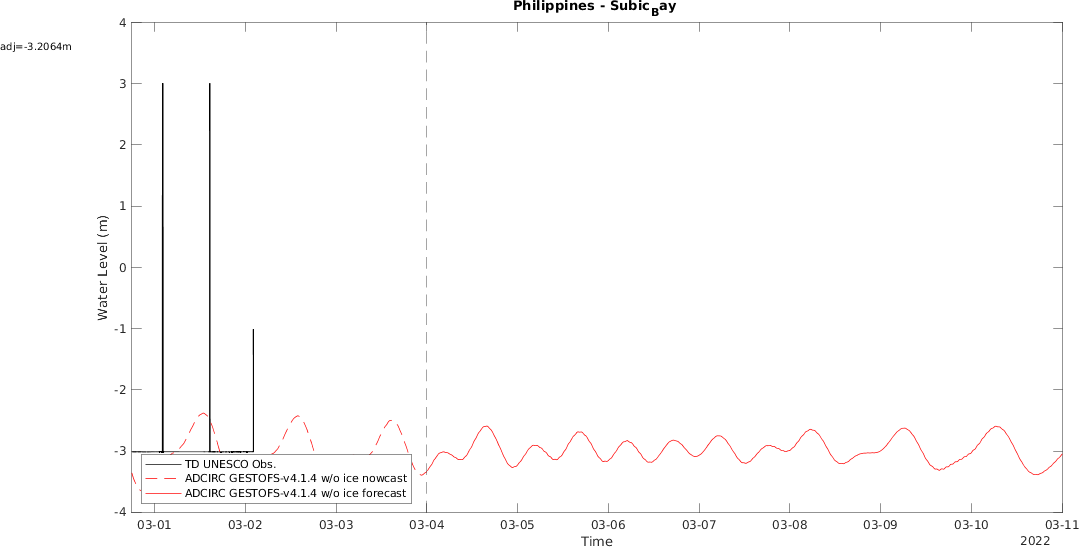 Philippines - Subic_Bay
adj=-3.2064m
4
3
2
1
0
-1
-2
-3
-4
Water Level (m)
TD UNESCO Obs.
ADCIRC GESTOFS-v4.1.4 w/o ice nowcast
ADCIRC GESTOFS-v4.1.4 w/o ice forecast
03-01 03-02 03-03 03-04 03-05 03-06 03-07 03-08 03-09 03-10 03-11
Time
2022